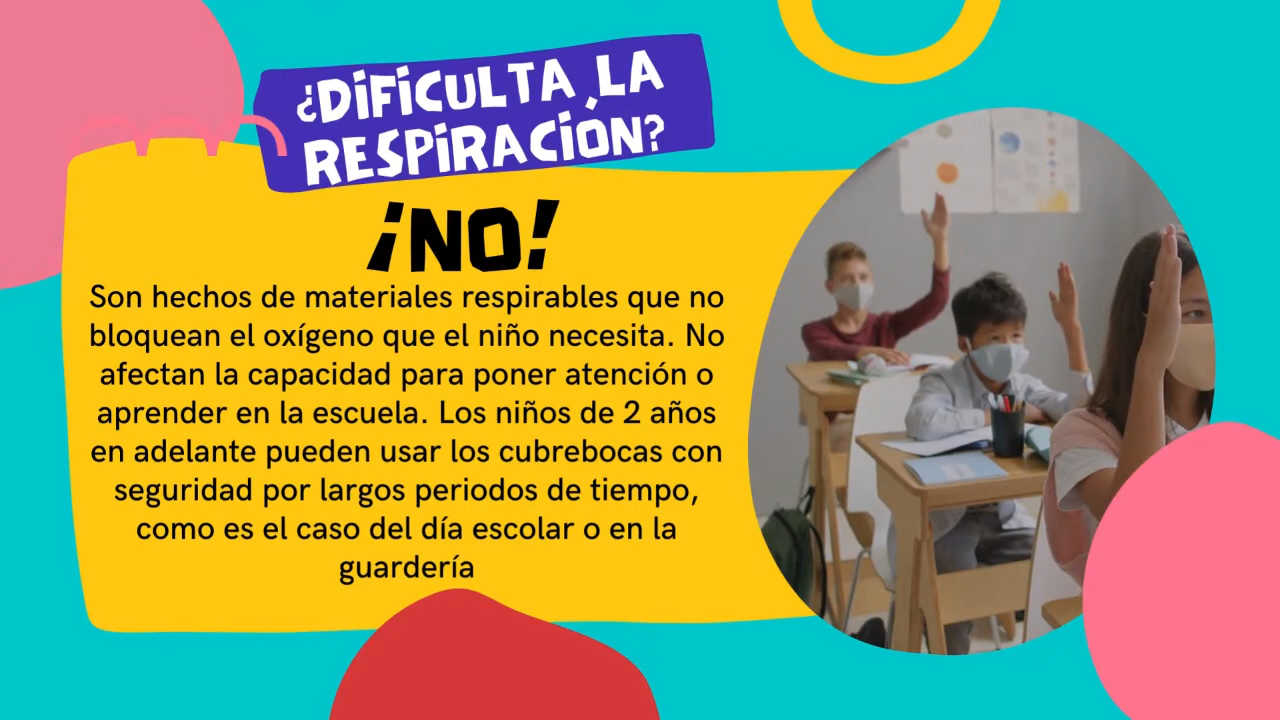 ¿DIFICULTA LA
RESPIRACIÓN?
¡NO!
Son hechos de materiales respirables que no
bloquean el oxígeno que el niño necesita. No
afectan la capacidad para poner atención o
aprender en la escuela. Los niños de 2 años
en adelante pueden usar los cubrebocas con
seguridad por largos periodos de tiempo,
como es el caso del día escolar o en la
guardería